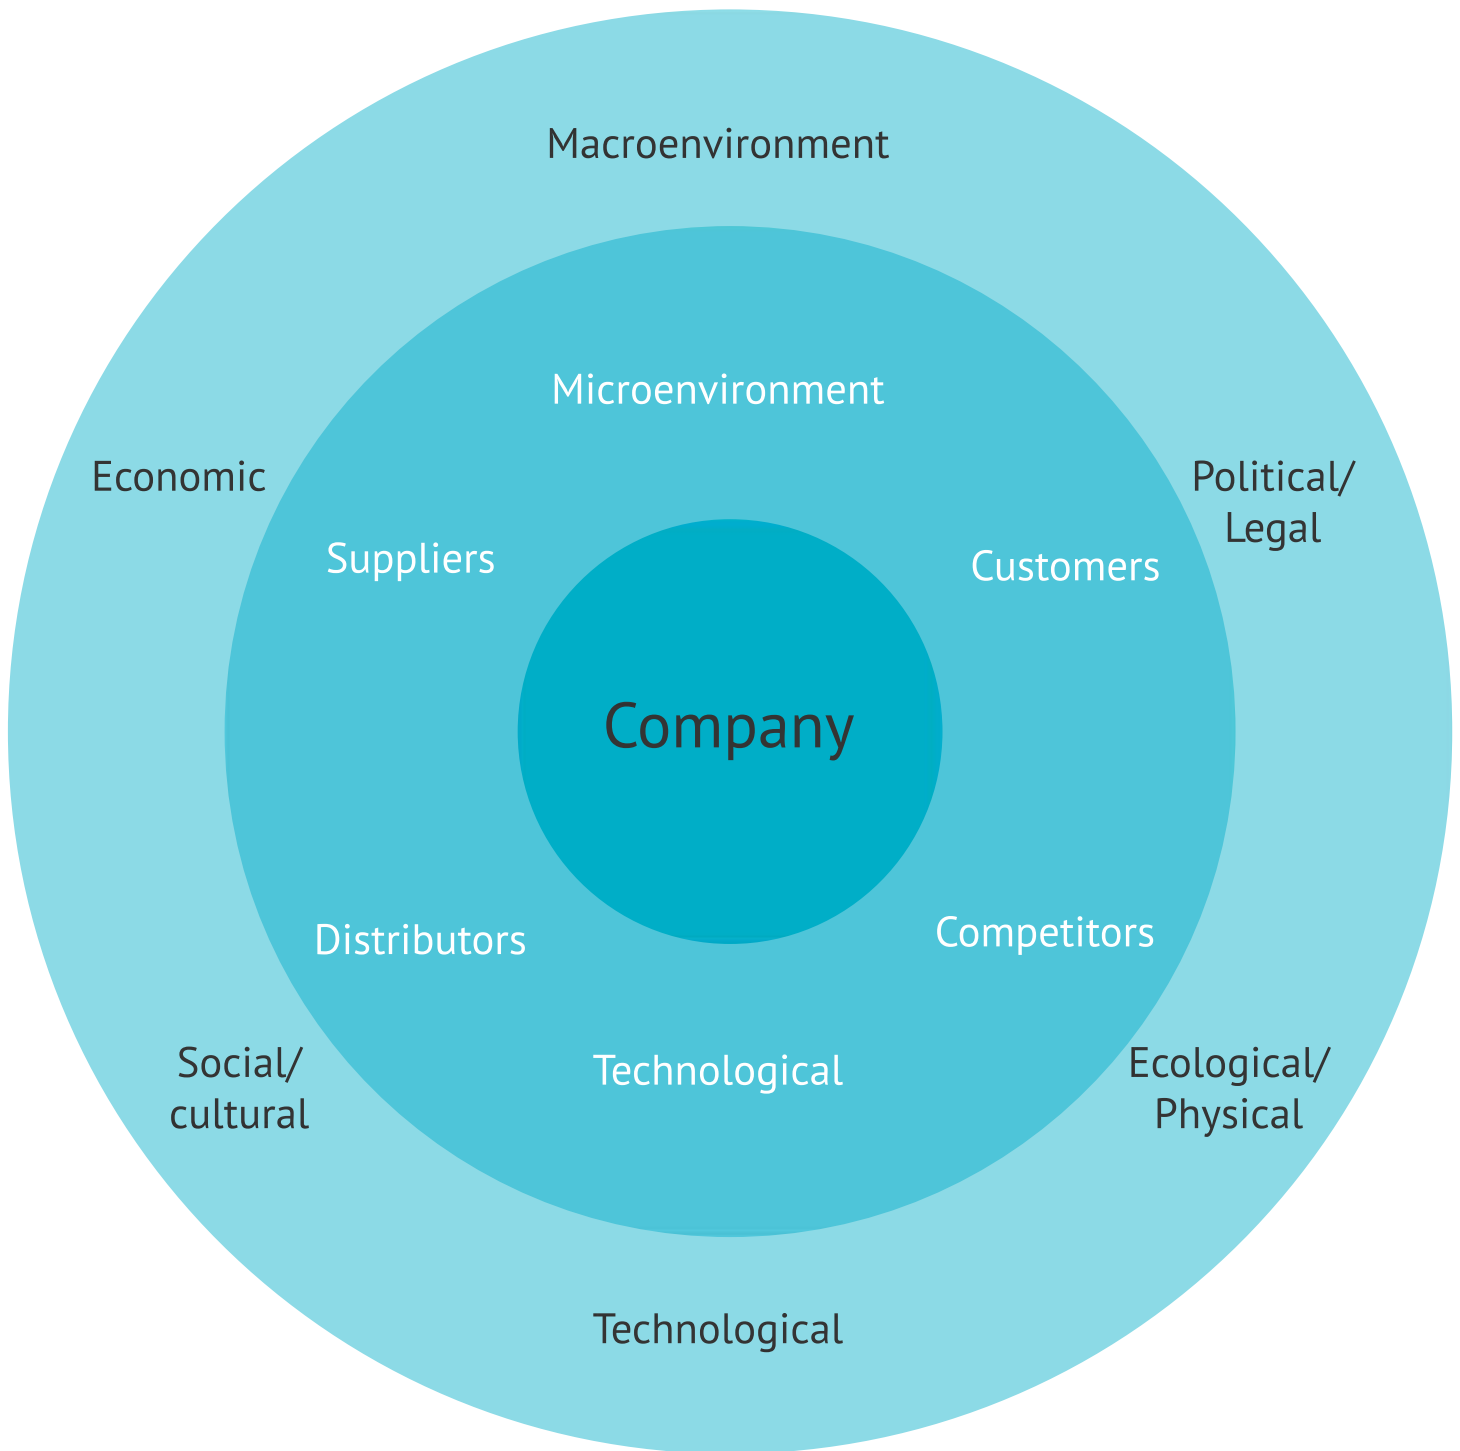 Macroenvironment
Microenvironment
Economic
Political/
Legal
Suppliers
Customers
Company
Distributors
Competitors
Social/
cultural
Technological
Ecological/
Physical
Technological